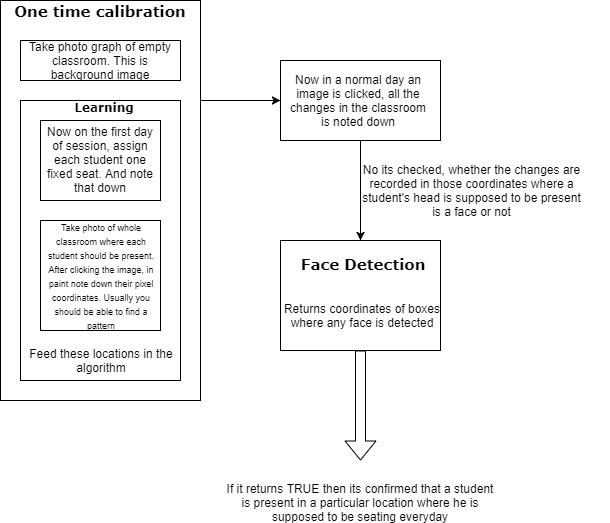 One time calibration
Take photo graph of empty
classroom. This is
background image
Learning
Now on the first day
of session, assign
each student one
fixed seat. And note
that down
Take photo of whole
classroom where each
student should be present.
After clicking the image, in
paint note down their pixel
coordinates. Usually you
should be able to find a
pattern
Feed these locations in the
algorithm
Now in a normal day an
image is clicked, all the
changes in the classroom
is noted down
No its checked, whether the changes are
recorded in those coordinates where a
student's head is supposed to be present
is a face or not
Face Detection
Returns coordinates of boxes
where any face is detected
If it returns TRUE then its confirmed that a student
is present in a particular location where he is
supposed to be seating everyday